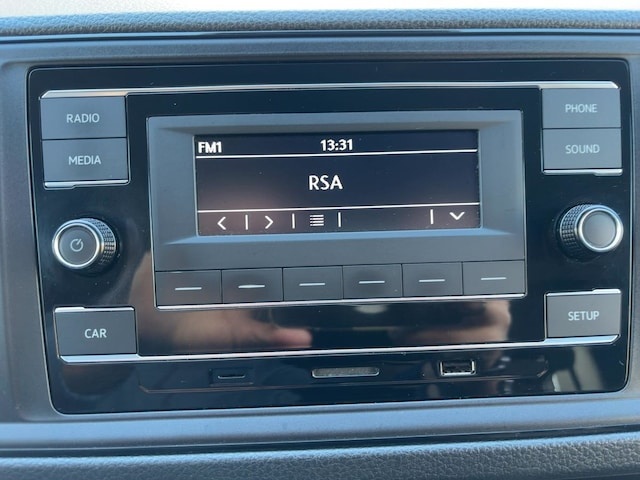 RADIO
MEDIA
FM1 13:31
RSA
PHONE
SOUND
CAR
SETUP